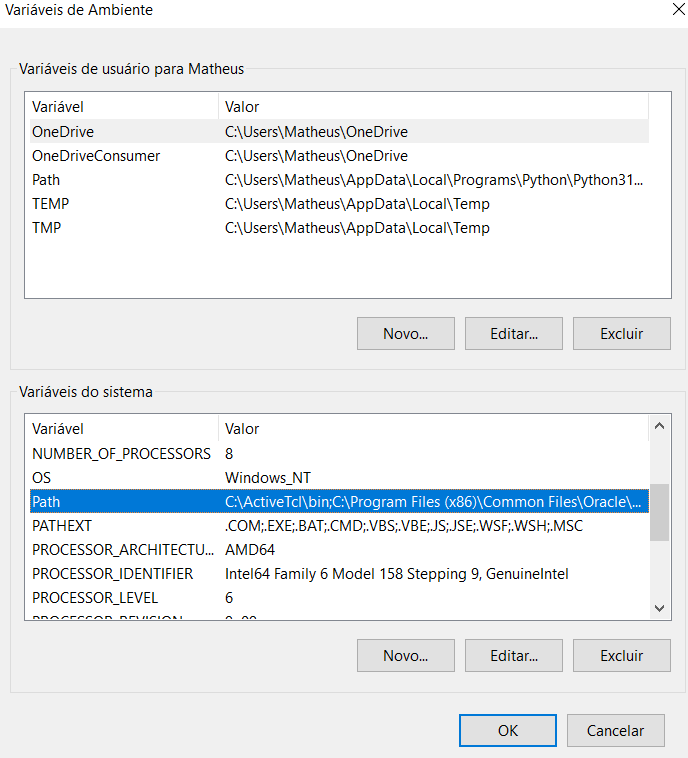 Variáveis de Ambiente
Variáveis de usuário para Matheus
Variável Valor
OneDrive C:\Users\Matheus\OneDrive
OneDriveConsumer C:\Users\Matheus\OneDrive
Path C:\Users\Matheus\AppData\Local\Programs\Python\Python31...
TEMP C:\Users\Matheus\AppData\Local\Temp
TMP C:\Users\Matheus\AppData\Local\Temp
Novo... Editar... Excluir
Variáveis do sistema
Variável Valor
NUMBER_OF_PROCESSORS 8
OS Windows_NT
Path C:\ActiveTcl\bin;C:\Program Files (x86)\Common Files\Oracle\...
PATHEXT .COM;.EXE;.BAT;.CMD;.VBS;.VBE;.JS;.JSE;.WSF;.WSH;.MSC
PROCESSOR_ARCHITECTU... AMD64
PROCESSOR_IDENTIFIER Intel64 Family 6 Model 158 Stepping 9, GenuineIntel
PROCESSOR_LEVEL 6
PROCESSOR_REVISION
Novo... Editar... Excluir
OK Cancelar